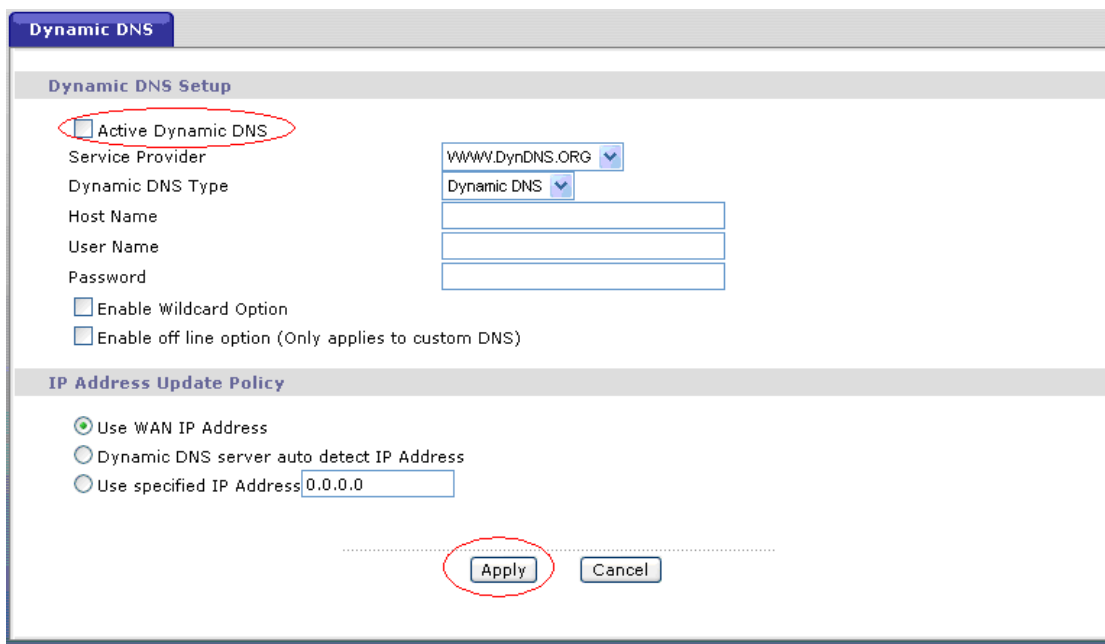 Dynamic DNS
Dynamic DNS Setup
Active Dynamic DNS
Service Provider WWW.DynDNS.ORG
Dynamic DNS Type Dynamic DNS
Host Name
User Name
Password
Enable Wildcard Option
Enable off line option (Only applies to custom DNS)
IP Address Update Policy
Use WAN IP Address
Dynamic DNS server auto detect IP Address
Use specified IP Address 0.0.0.0
Apply Cancel